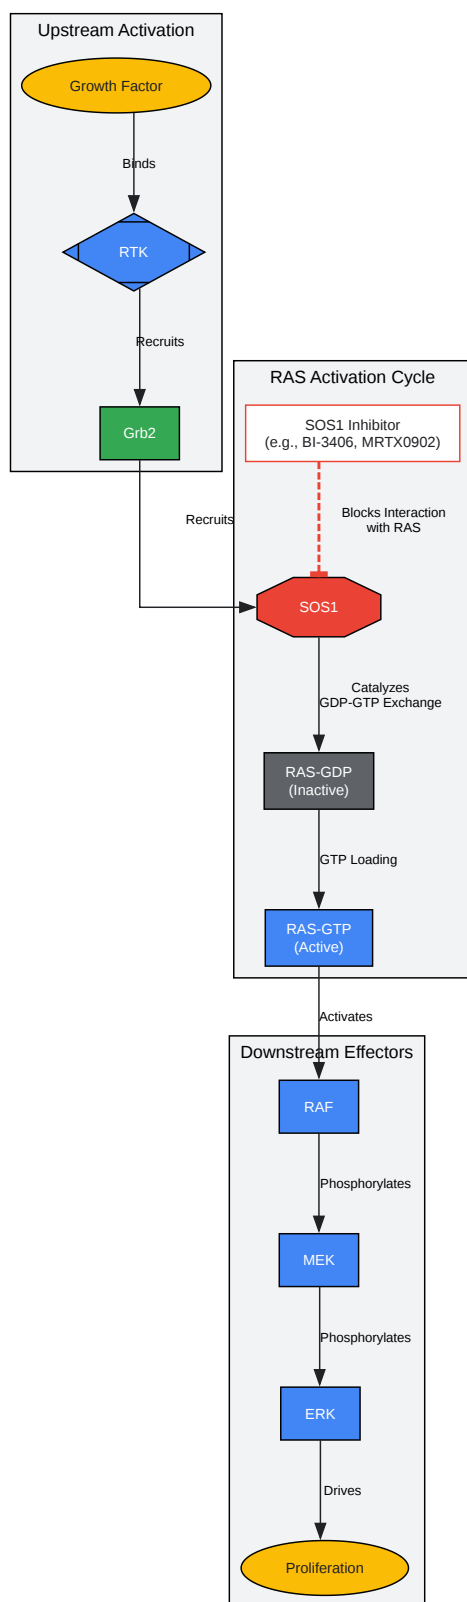 Upstream Activation
Growth Factor
Binds
RTK
Recruits
Grb2
Recruits
RAS Activation Cycle
SOS1 Inhibitor
(e.g., BI-3406, MRTX0902)
Blocks Interaction
with RAS
SOS1
Catalyzes
GDP-GTP Exchange
RAS-GDP
(Inactive)
GTP Loading
RAS-GTP
(Active)
Activates
Downstream Effectors
RAF
Phosphorylates
MEK
Phosphorylates
ERK
Drives
Proliferation